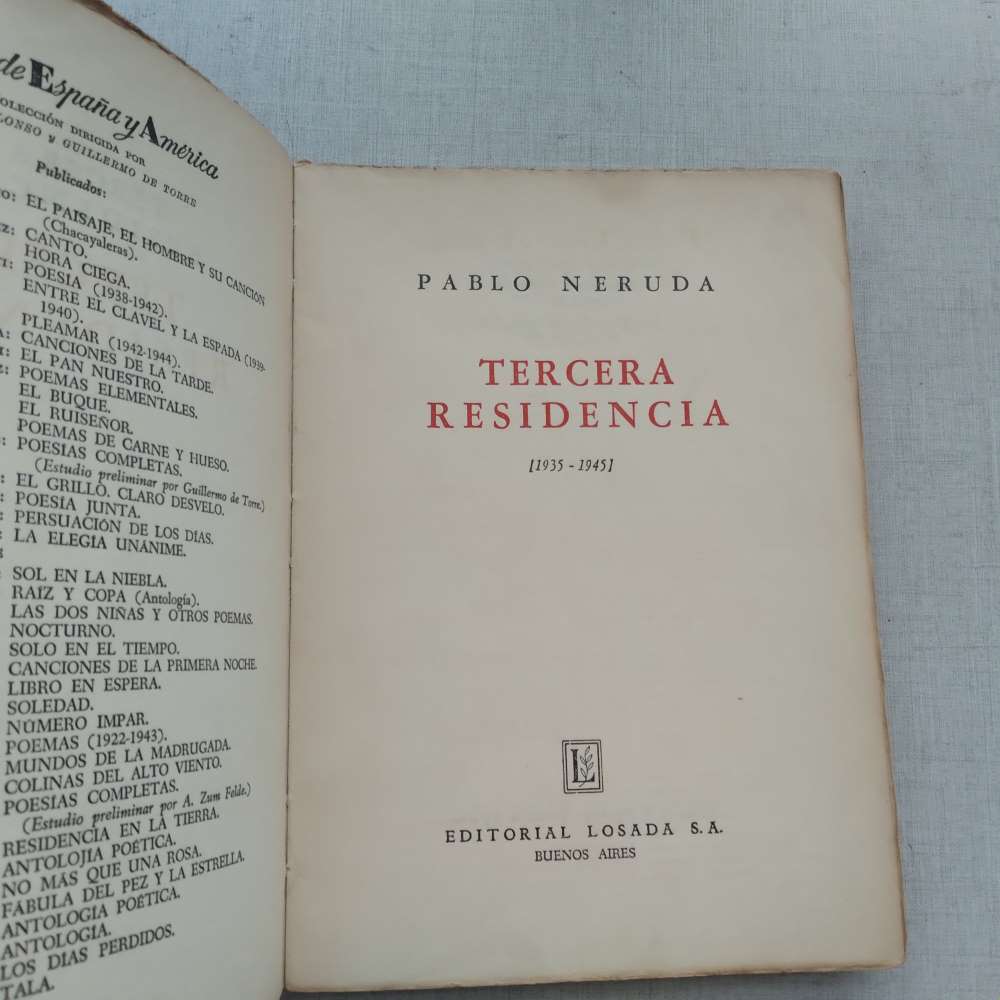 de España y América
COLECCIÓN DIRIGIDA POR
ALONSO y GUILLERMO DE TORRE
Publicados:
EL PAISAJE, EL HOMBRE Y SU CANCIÓN
(Chacayaleras).
CANTO.
HORA CIEGA.
POESÍA (1938-1942).
ENTRE EL CLAVEL Y LA ESPADA (1939-
1940).
PLEAMAR (1942-1944).
CANCIONES DE LA TARDE.
EL PAN NUESTRO.
POEMAS ELEMENTALES.
EL BUQUE.
EL RUISEÑOR.
POEMAS DE CARNE Y HUESO.
POESÍAS COMPLETAS.
(Estudio preliminar por Guillermo de Torre.)
EL GRILLO. CLARO DESVELO.
POESÍA JUNTA.
PERSUACIÓN DE LOS DÍAS.
LA ELEGÍA UNÁNIME.
SOL EN LA NIEBLA.
RAÍZ Y COPA (Antología).
LAS DOS NIÑAS Y OTROS POEMAS.
NOCTURNO.
SOLO EN EL TIEMPO.
CANCIONES DE LA PRIMERA NOCHE.
LIBRO EN ESPERA.
SOLEDAD.
NÚMERO IMPAR.
POEMAS (1922-1943).
MUNDOS DE LA MADRUGADA.
COLINAS DEL ALTO VIENTO.
POESÍAS COMPLETAS.
(Estudio preliminar por A. Zum Felde.)
RESIDENCIA EN LA TIERRA.
ANTOLOJÍA POÉTICA.
NO MÁS QUE UNA ROSA.
FÁBULA DEL PEZ Y LA ESTRELLA.
ANTOLOGÍA POÉTICA.
ANTOLOGÍA.
LOS DÍAS PERDIDOS.
TALA.
PABLO NERUDA
TERCERA
RESIDENCIA
[1935 - 1945]
L
EDITORIAL LOSADA S.A.
BUENOS AIRES